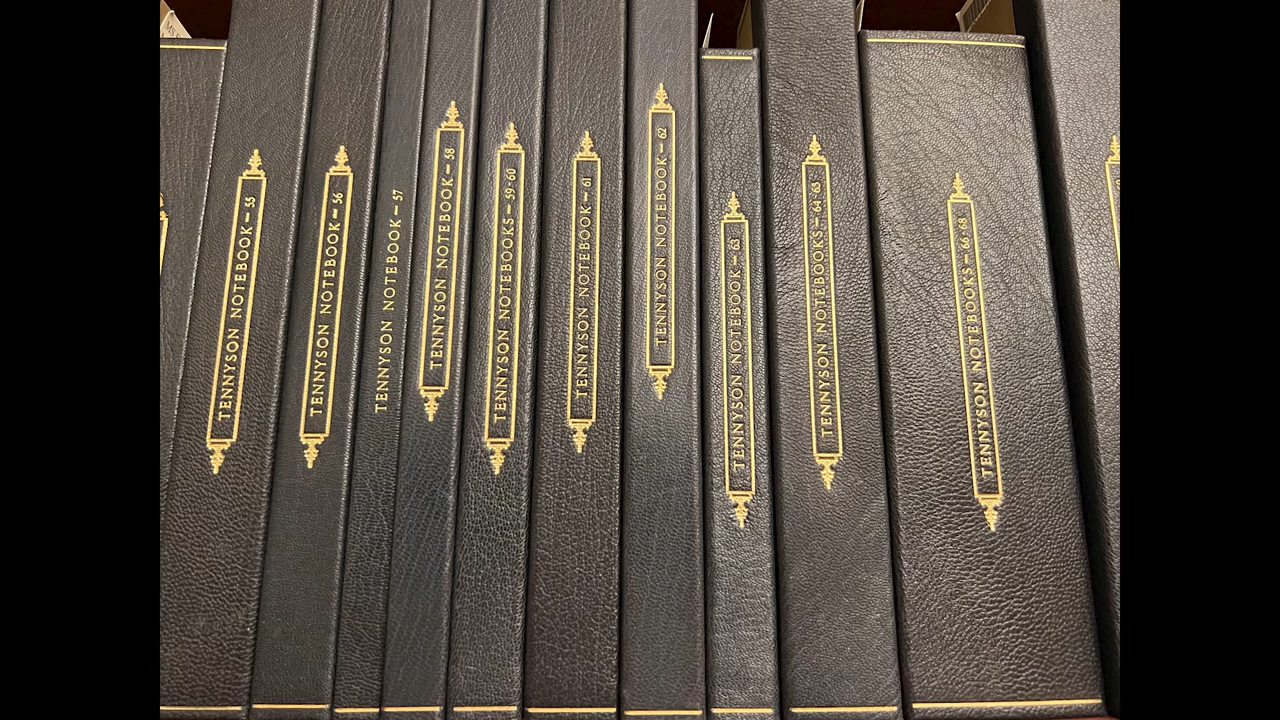 TENNYSON NOTEBOOK — 55
TENNYSON NOTEBOOK — 56
TENNYSON NOTEBOOK — 57
TENNYSON NOTEBOOK — 58
TENNYSON NOTEBOOKS — 59·60
TENNYSON NOTEBOOK — 61
TENNYSON NOTEBOOK — 62
TENNYSON NOTEBOOK — 63
TENNYSON NOTEBOOKS — 64·65
TENNYSON NOTEBOOKS — 66·68